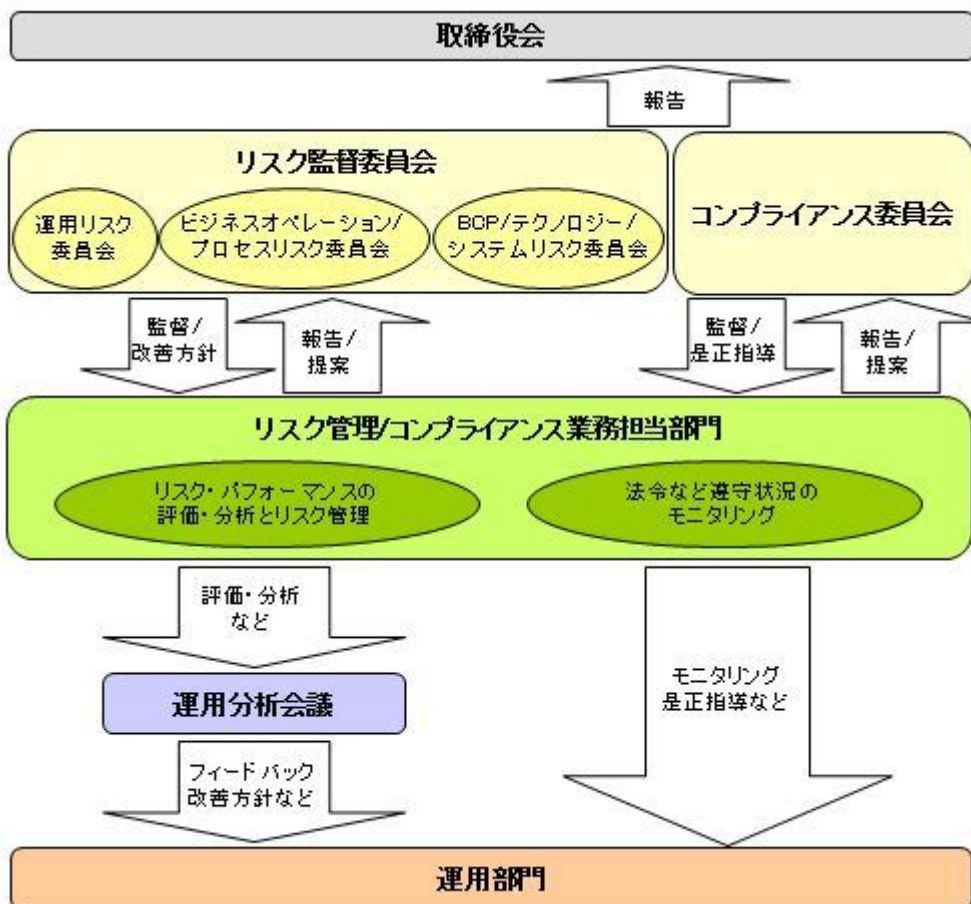 取締役会
報告
リスク監督委員会
運用リスク
委員会
ビジネスオペレーション/
プロセスリスク委員会
BCP/テクノロジー/
システムリスク委員会
コンプライアンス委員会
監督/
改善方針
報告/
提案
監督/
是正指導
報告/
提案
リスク管理/コンプライアンス業務担当部門
リスク・パフォーマンスの
評価・分析とリスク管理
法令など遵守状況の
モニタリング
評価・分析
など
運用分析会議
モニタリング
是正指導など
フィードバック
改善方針など
運用部門